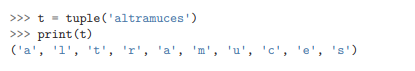 >>> t = tuple('altramuces')
>>> print(t)
('a', 'l', 't', 'r', 'a', 'm', 'u', 'c', 'e', 's')